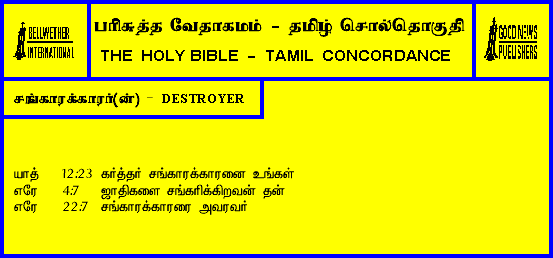 BELLWETHER
INTERNATIONAL
பரிசுத்த வேதாகமம் - தமிழ் சொல்தொகுதி
THE HOLY BIBLE - TAMIL CONCORDANCE
GOOD NEWS
PUBLISHERS
சங்காரக்காரர்(ன்) - DESTROYER
யாத் 12:23 கர்த்தர் சங்காரக்காரனை உங்கள்
எரே 4:7 ஜாதிகளை சங்கரிக்கிறவன் தன்
எரே 22:7 சங்காரக்காரரை அவரவர்